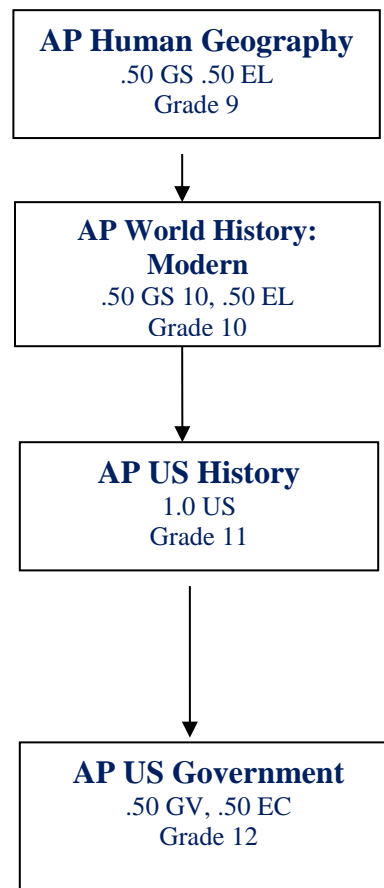 AP Human Geography
.50 GS .50 EL
Grade 9
AP World History:
Modern
.50 GS 10, .50 EL
Grade 10
AP US History
1.0 US
Grade 11
AP US Government
.50 GV, .50 EC
Grade 12